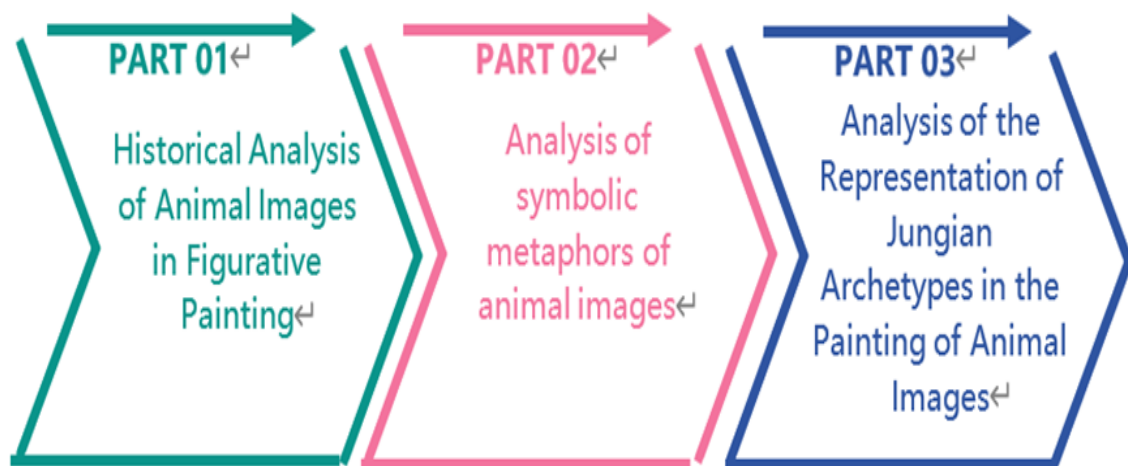 PART 01↵
Historical Analysis
of Animal Images
in Figurative
Painting↵
PART 02↵
Analysis of
symbolic
metaphors of
animal images↵
PART 03↵
Analysis of the
Representation of
Jungian
Archetypes in the
Painting of Animal
Images↵